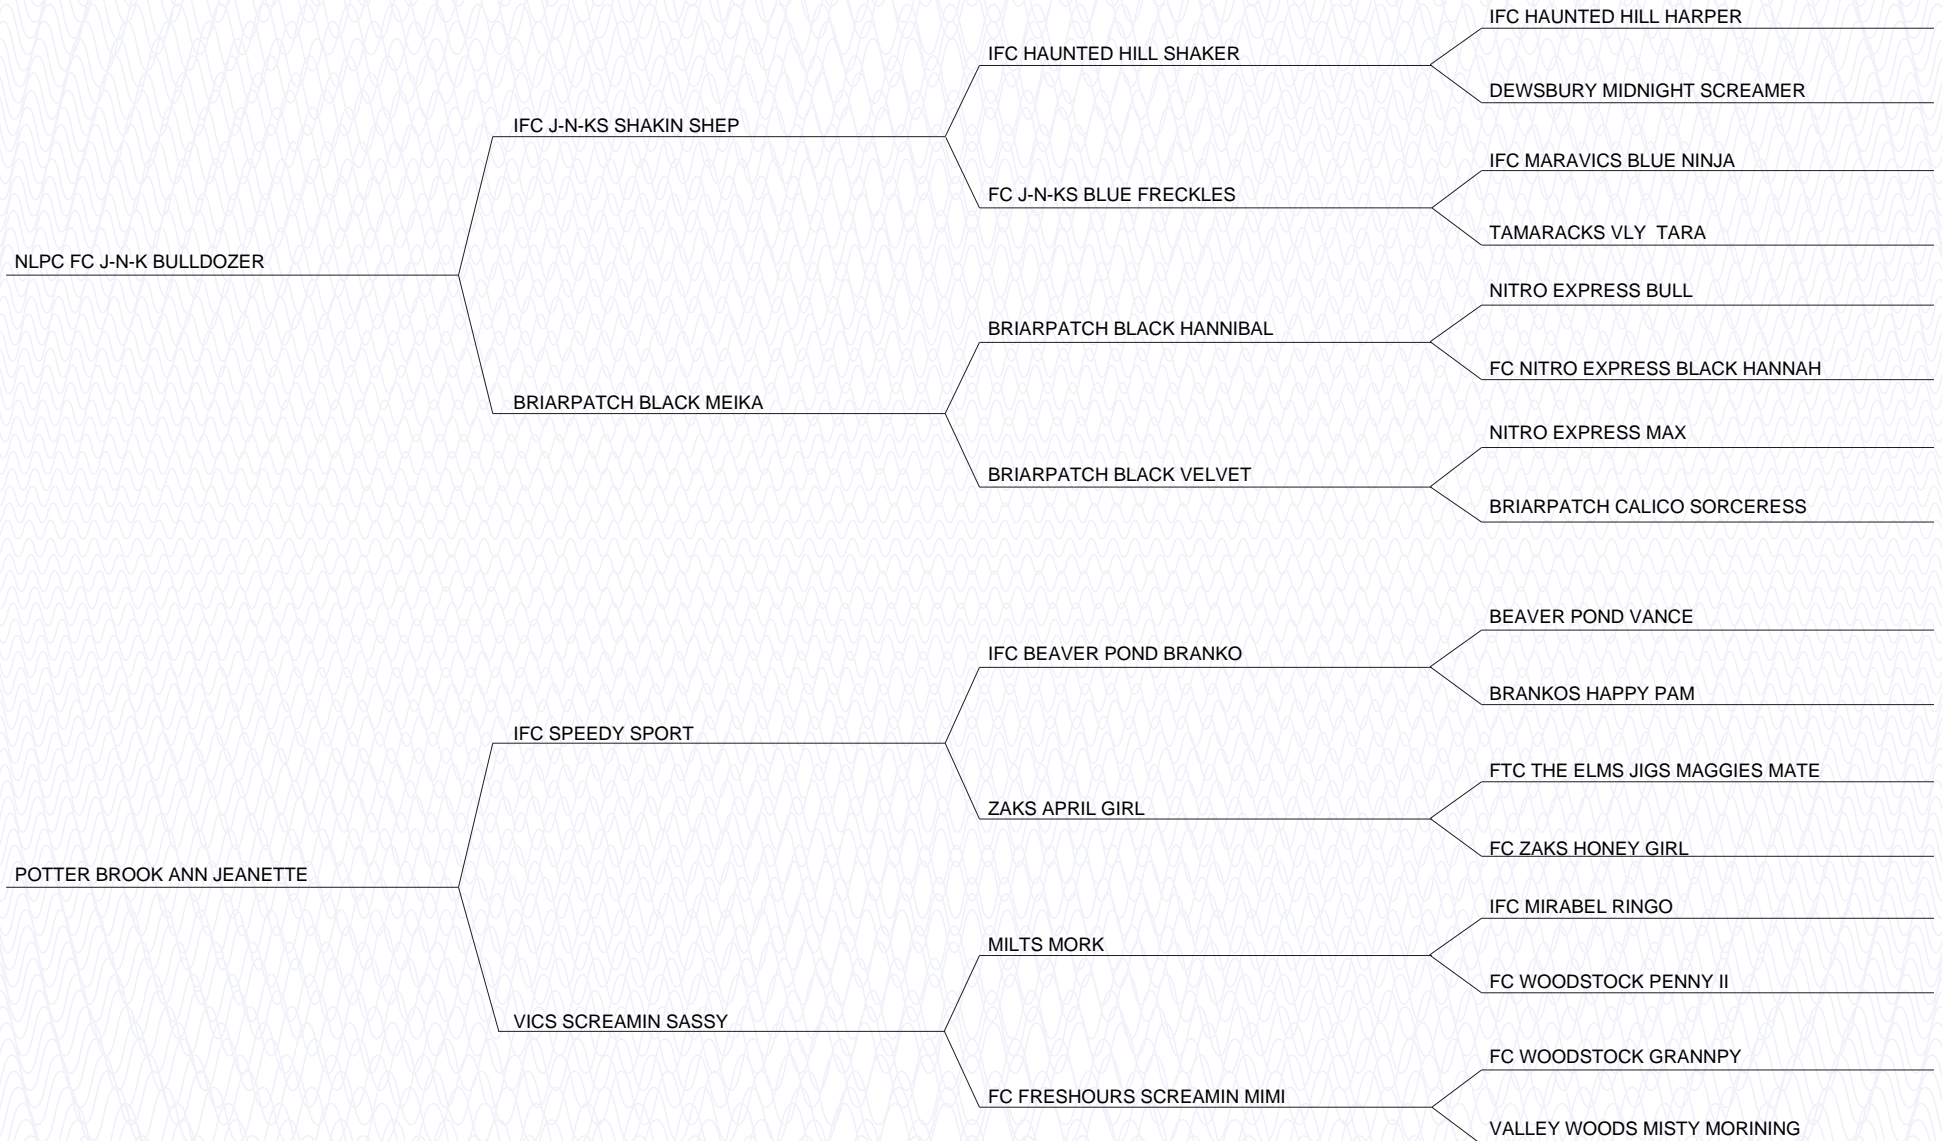 NLPC FC J-N-K BULLDOZER
IFC J-N-KS SHAKIN SHEP
IFC HAUNTED HILL SHAKER
IFC HAUNTED HILL HARPER
DEWSBURY MIDNIGHT SCREAMER
FC J-N-KS BLUE FRECKLES
IFC MARAVICS BLUE NINJA
TAMARACKS VLY  TARA
BRIARPATCH BLACK MEIKA
BRIARPATCH BLACK HANNIBAL
NITRO EXPRESS BULL
FC NITRO EXPRESS BLACK HANNAH
BRIARPATCH BLACK VELVET
NITRO EXPRESS MAX
BRIARPATCH CALICO SORCERESS
POTTER BROOK ANN JEANETTE
IFC SPEEDY SPORT
IFC BEAVER POND BRANKO
BEAVER POND VANCE
BRANKOS HAPPY PAM
ZAKS APRIL GIRL
FTC THE ELMS JIGS MAGGIES MATE
FC ZAKS HONEY GIRL
VICS SCREAMIN SASSY
MILTS MORK
IFC MIRABEL RINGO
FC WOODSTOCK PENNY II
FC FRESHOURS SCREAMIN MIMI
FC WOODSTOCK GRANNPY
VALLEY WOODS MISTY MORINING